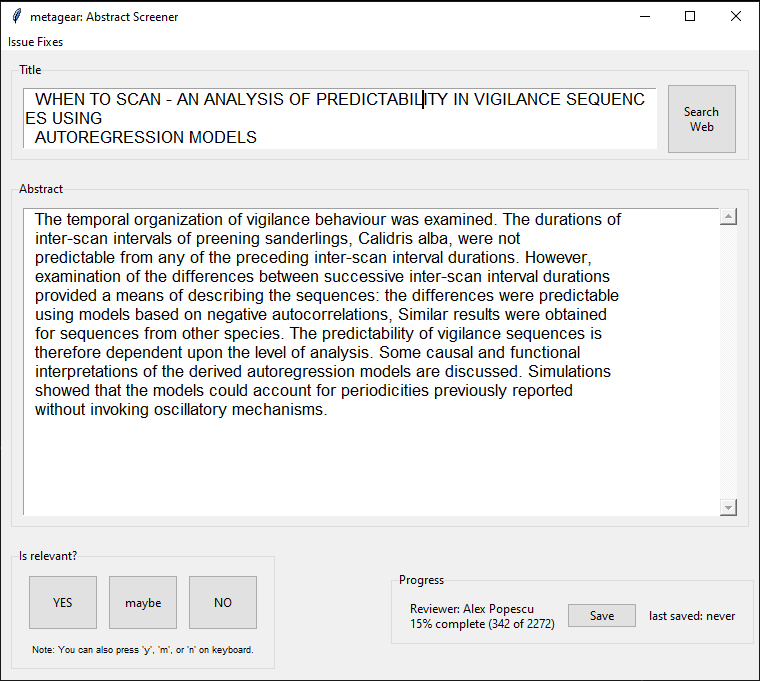 metagear: Abstract Screener
Issue Fixes
Title
WHEN TO SCAN - AN ANALYSIS OF PREDICTABILITY IN VIGILANCE SEQUENC
ES USING
AUTOREGRESSION MODELS
Search
Web
Abstract
The temporal organization of vigilance behaviour was examined. The durations of
inter-scan intervals of preening sanderlings, Calidris alba, were not
predictable from any of the preceding inter-scan interval durations. However,
examination of the differences between successive inter-scan interval durations
provided a means of describing the sequences: the differences were predictable
using models based on negative autocorrelations, Similar results were obtained
for sequences from other species. The predictability of vigilance sequences is
therefore dependent upon the level of analysis. Some causal and functional
interpretations of the derived autoregression models are discussed. Simulations
showed that the models could account for periodicities previously reported
without invoking oscillatory mechanisms.
Is relevant?
YES
maybe
NO
Note: You can also press 'y', 'm', or 'n' on keyboard.
Progress
Reviewer: Alex Popescu
15% complete (342 of 2272)
Save
last saved: never